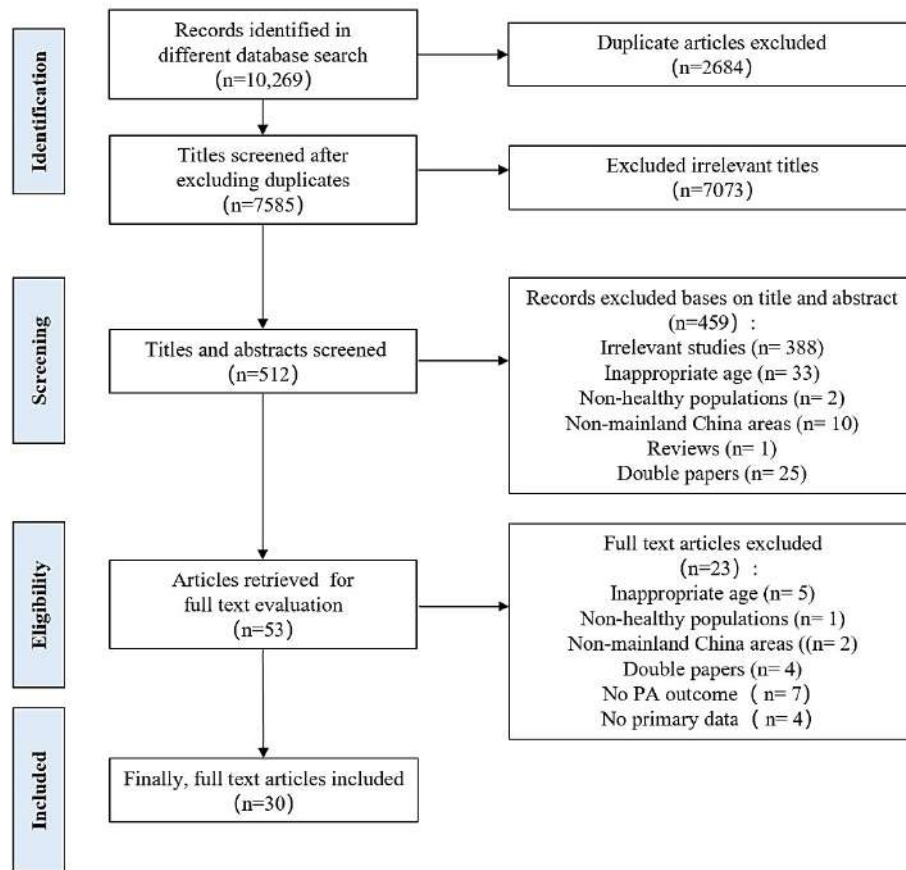 Identification
Records identified in
different database search
(n=10,269)
Duplicate articles excluded
(n=2684)
Titles screened after
excluding duplicates
(n=7585)
Excluded irrelevant titles
(n=7073)
Screening
Titles and abstracts screened
(n=512)
Records excluded bases on title and abstract
(n=459) :
Irrelevant studies (n= 388)
Inappropriate age (n= 33)
Non-healthy populations (n= 2)
Non-mainland China areas (n= 10)
Reviews (n= 1)
Double papers (n= 25)
Eligibility
Articles retrieved for
full text evaluation
(n=53)
Full text articles excluded
(n=23) :
Inappropriate age (n= 5)
Non-healthy populations (n= 1)
Non-mainland China areas ((n= 2)
Double papers (n= 4)
No PA outcome ( n= 7)
No primary data ( n= 4)
Included
Finally, full text articles included
(n=30)